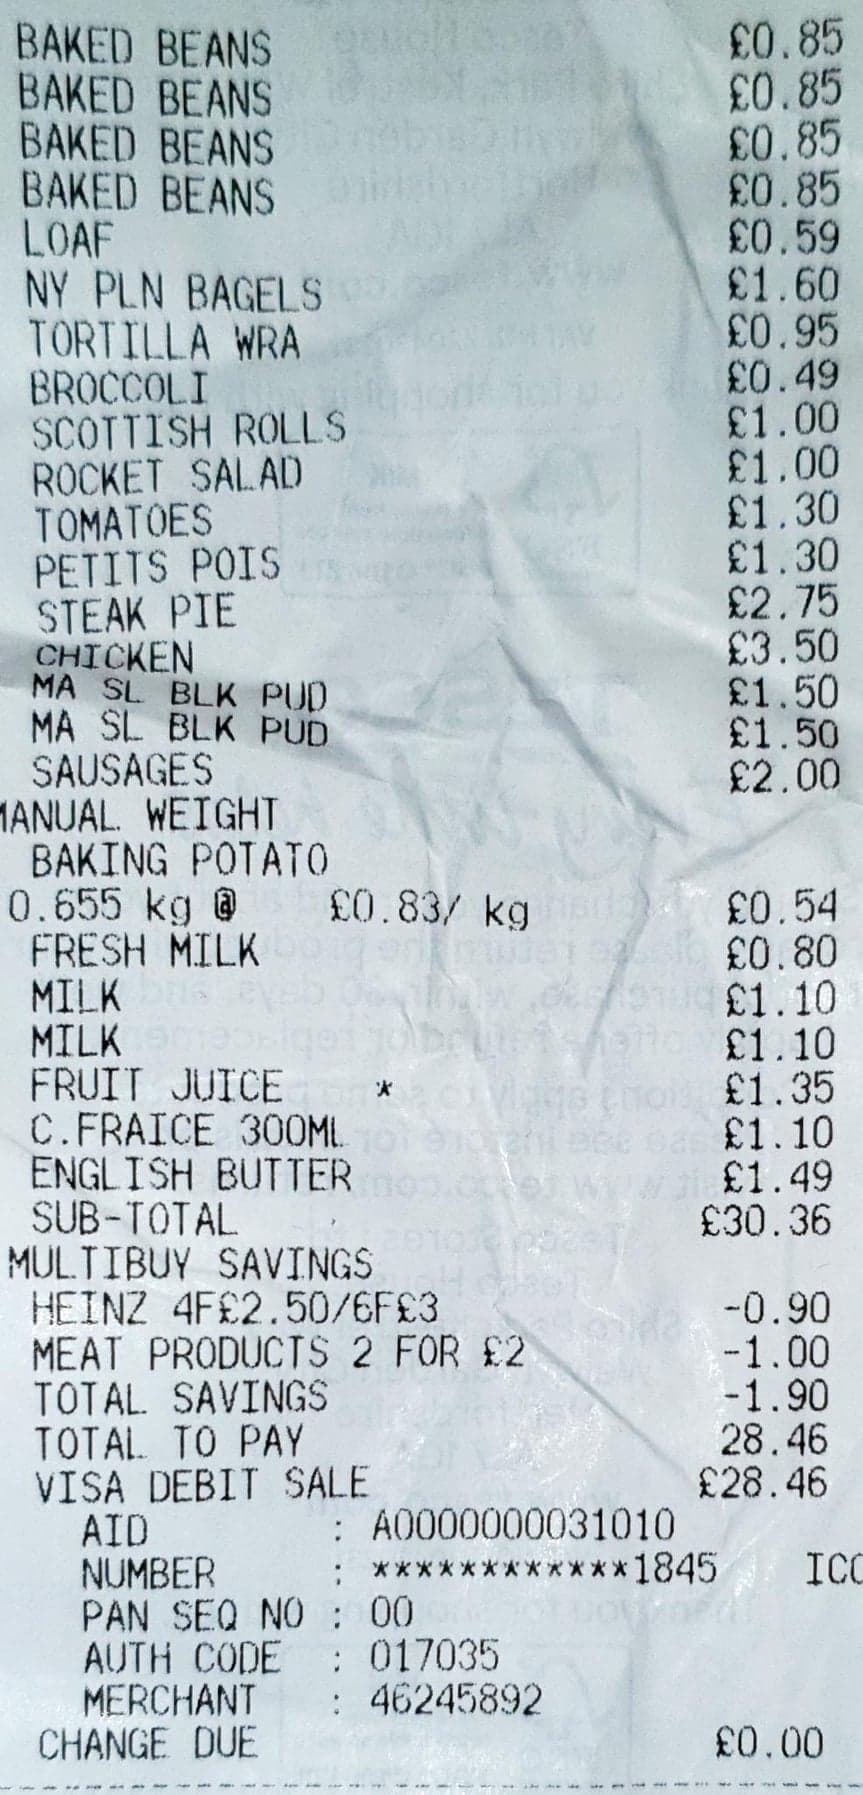 BAKED BEANS £0.85
BAKED BEANS £0.85
BAKED BEANS £0.85
BAKED BEANS £0.85
LOAF £0.59
NY PLN BAGELS £1.60
TORTILLA WRA £0.95
BROCCOLI £0.49
SCOTTISH ROLLS £1.00
ROCKET SALAD £1.00
TOMATOES £1.30
PETITS POIS £1.30
STEAK PIE £2.75
CHICKEN £3.50
MA SL BLK PUD £1.50
MA SL BLK PUD £1.50
SAUSAGES £2.00
MANUAL WEIGHT
BAKING POTATO
0.655 kg @ £0.83/ kg £0.54
FRESH MILK £0.80
MILK £1.10
MILK £1.10
FRUIT JUICE * £1.35
C.FRAICE 300ML £1.10
ENGLISH BUTTER £1.49
SUB-TOTAL £30.36
MULTIBUY SAVINGS
HEINZ 4F£2.50/6F£3 -0.90
MEAT PRODUCTS 2 FOR £2 -1.00
TOTAL SAVINGS -1.90
TOTAL TO PAY 28.46
VISA DEBIT SALE £28.46
AID : A0000000031010
NUMBER : ************1845 ICC
PAN SEQ NO : 00
AUTH CODE : 017035
MERCHANT : 46245892
CHANGE DUE £0.00